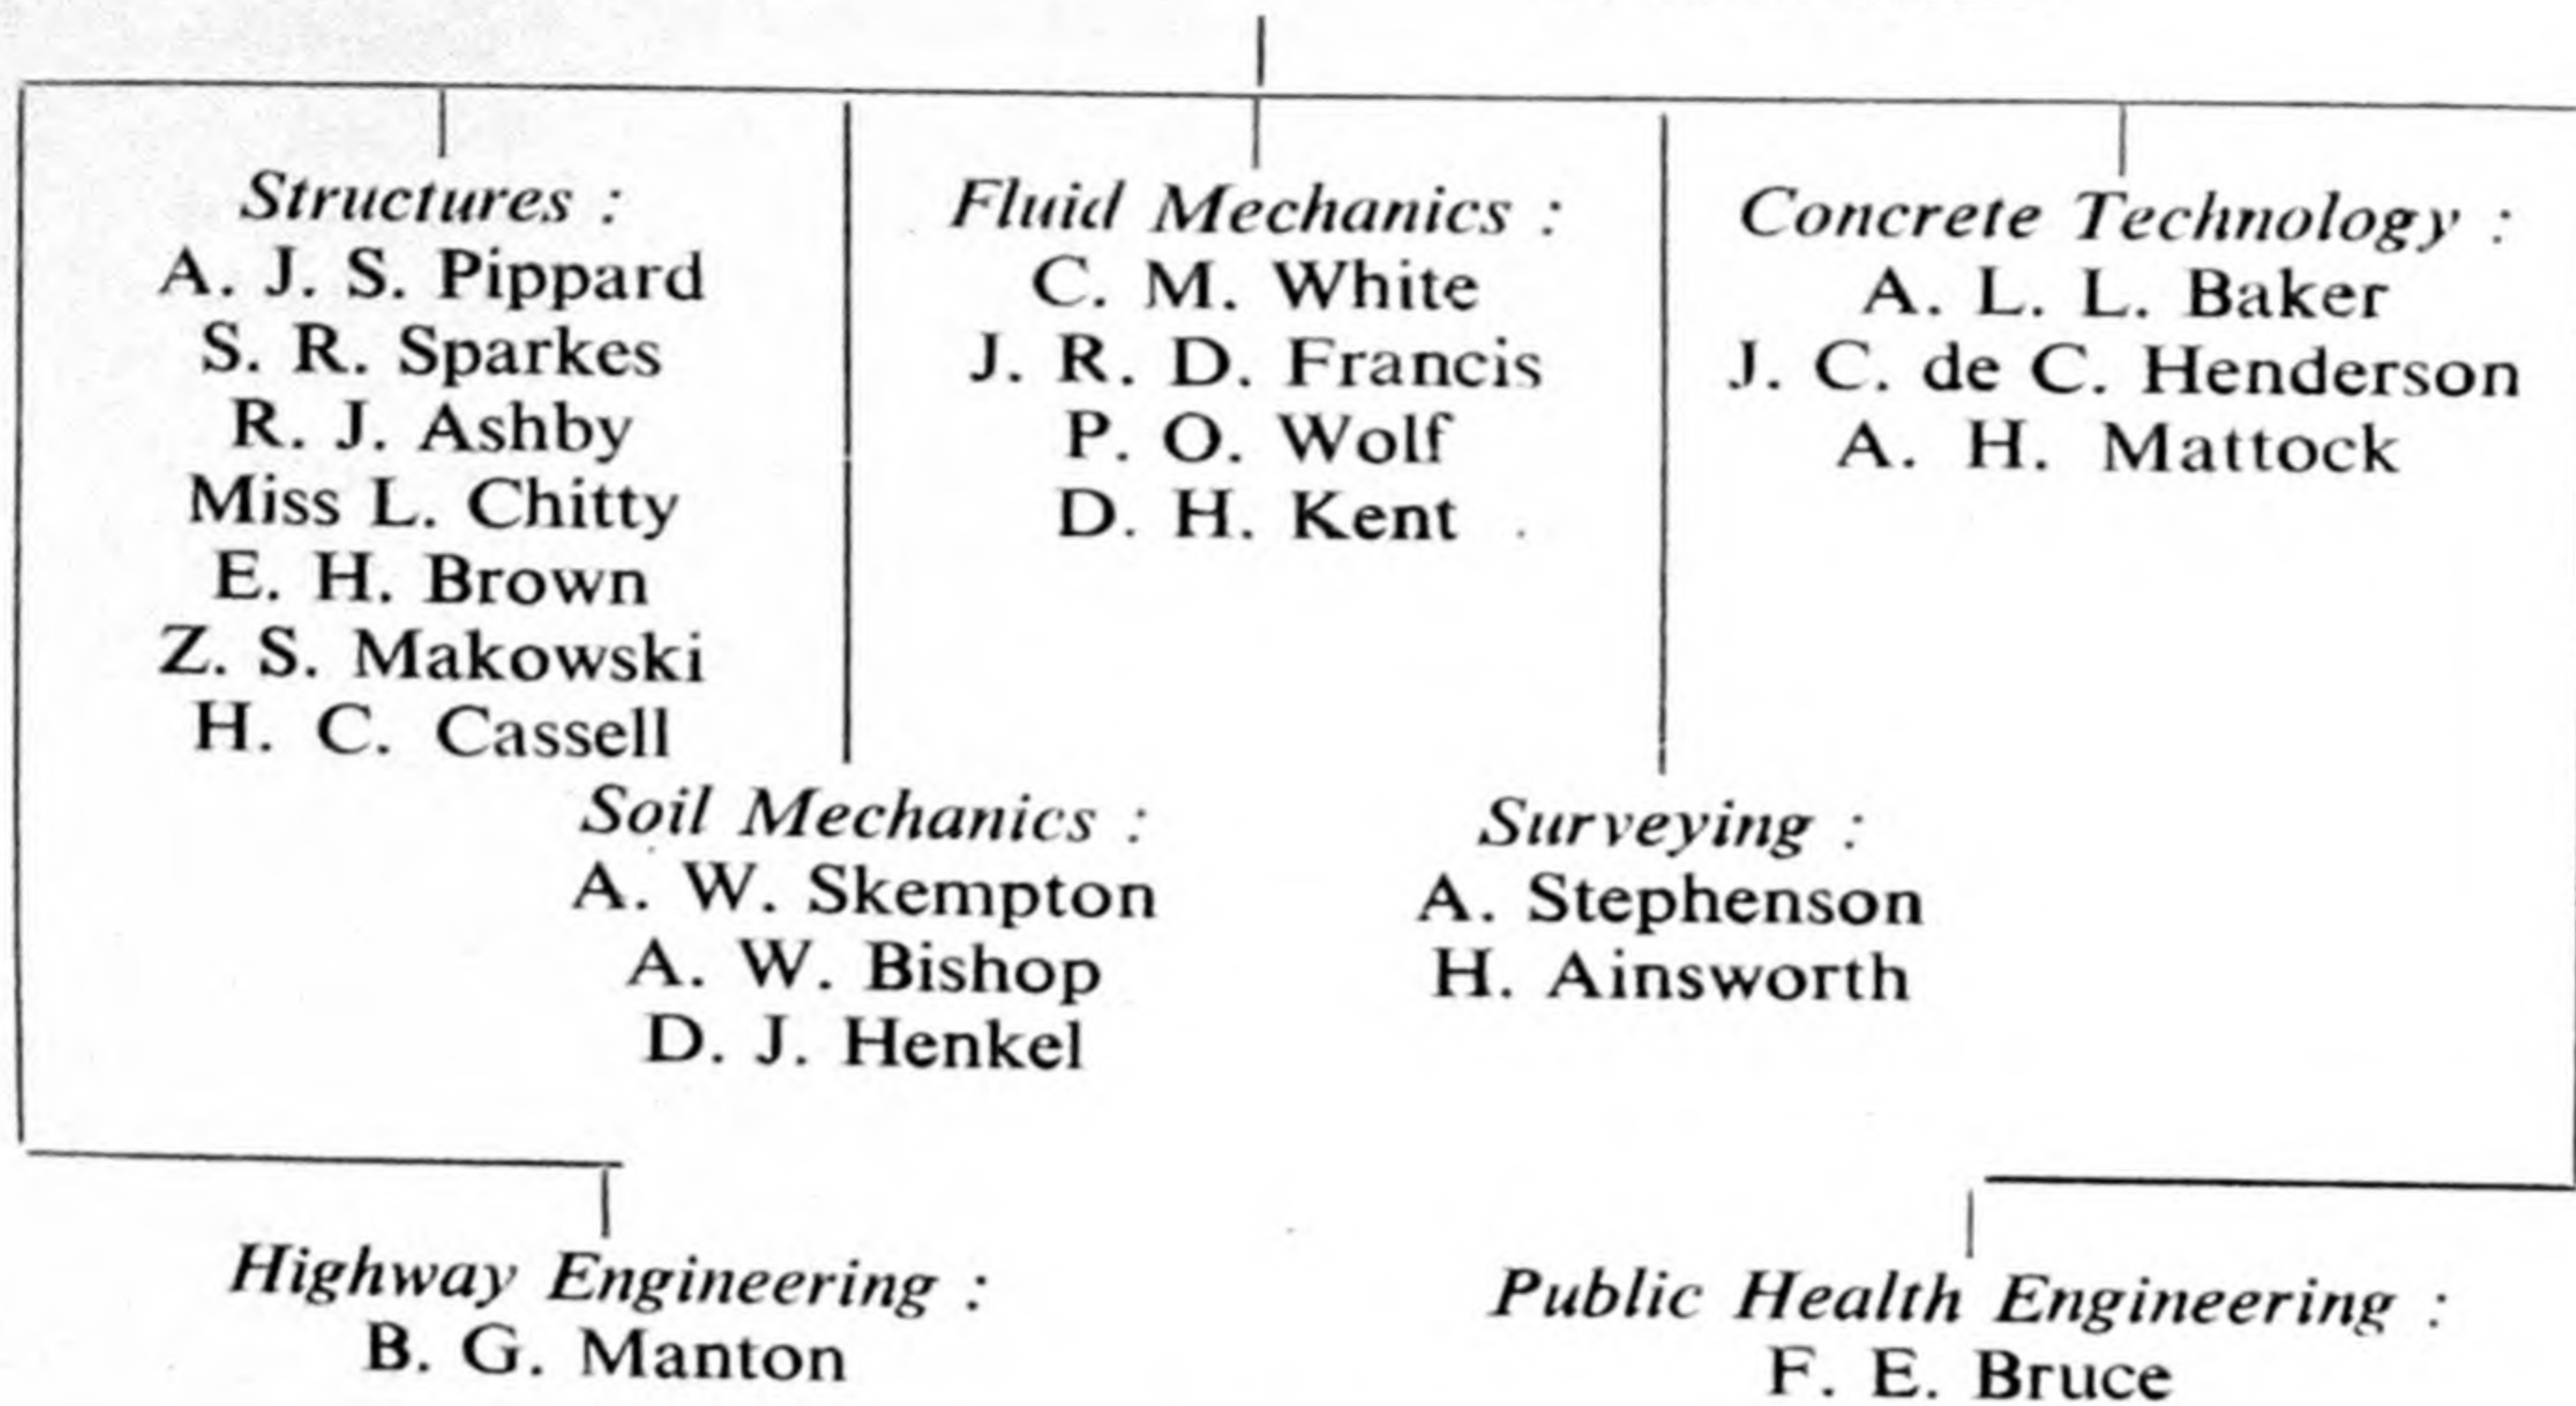 Structures :
A. J. S. Pippard
S. R. Sparkes
R. J. Ashby
Miss L. Chitty
E. H. Brown
Z. S. Makowski
H. C. Cassell
Fluid Mechanics :
C. M. White
J. R. D. Francis
P. O. Wolf
D. H. Kent
Concrete Technology :
A. L. L. Baker
J. C. de C. Henderson
A. H. Mattock
Soil Mechanics :
A. W. Skempton
A. W. Bishop
D. J. Henkel
Surveying :
A. Stephenson
H. Ainsworth
Highway Engineering :
B. G. Manton
Public Health Engineering :
F. E. Bruce